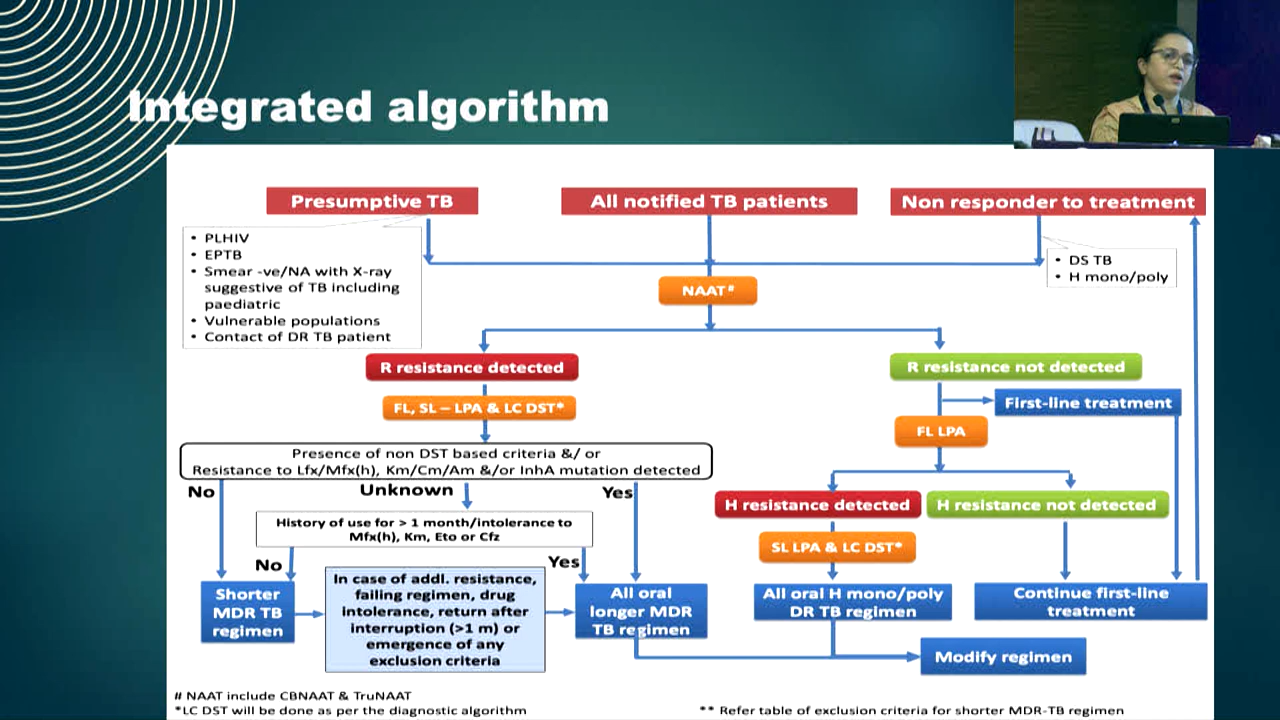 Integrated algorithm
Presumptive TB
All notified TB patients
Non responder to treatment
• PLHIV
• EPTB
• Smear -ve/NA with X-ray
suggestive of TB including
paediatric
• Vulnerable populations
• Contact of DR TB patient
• DS TB
• H mono/poly
NAAT#
R resistance detected
R resistance not detected
FL, SL – LPA & LC DST*
First-line treatment
FL LPA
Presence of non DST based criteria &/ or
Resistance to Lfx/Mfx(h), Km/Cm/Am &/or InhA mutation detected
No
Unknown
Yes
H resistance detected
H resistance not detected
History of use for > 1 month/intolerance to
Mfx(h), Km, Eto or Cfz
SL LPA & LC DST*
No
Yes
Shorter
MDR TB
regimen
In case of addl. resistance,
failing regimen, drug
intolerance, return after
interruption (>1 m) or
emergence of any
exclusion criteria
All oral
longer MDR
TB regimen
All oral H mono/poly
DR TB regimen
Continue first-line
treatment
Modify regimen
# NAAT include CBNAAT & TruNAAT
*LC DST will be done as per the diagnostic algorithm
** Refer table of exclusion criteria for shorter MDR-TB regimen